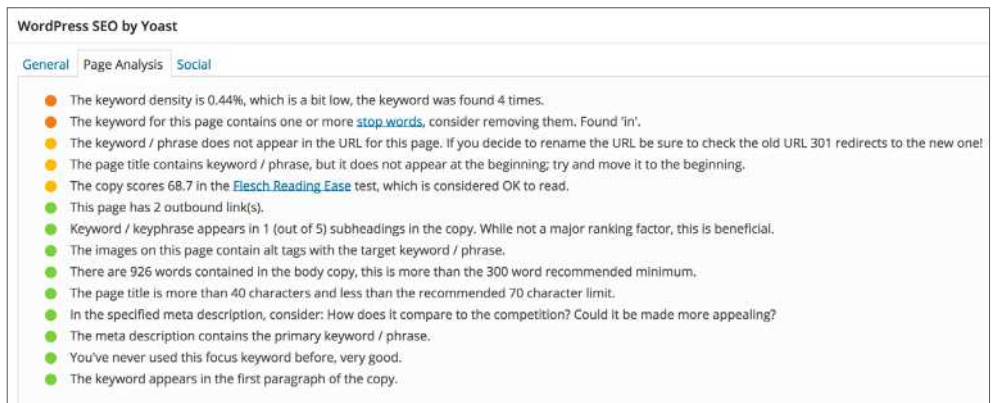 WordPress SEO by Yoast
General Page Analysis Social
The keyword density is 0.44%, which is a bit low, the keyword was found 4 times.
The keyword for this page contains one or more stop words, consider removing them. Found 'in'.
The keyword / phrase does not appear in the URL for this page. If you decide to rename the URL be sure to check the old URL 301 redirects to the new one!
The page title contains keyword / phrase, but it does not appear at the beginning; try and move it to the beginning.
The copy scores 68.7 in the Flesch Reading Ease test, which is considered OK to read.
This page has 2 outbound link(s).
Keyword / keyphrase appears in 1 (out of 5) subheadings in the copy. While not a major ranking factor, this is beneficial.
The images on this page contain alt tags with the target keyword / phrase.
There are 926 words contained in the body copy, this is more than the 300 word recommended minimum.
The page title is more than 40 characters and less than the recommended 70 character limit.
In the specified meta description, consider: How does it compare to the competition? Could it be made more appealing?
The meta description contains the primary keyword / phrase.
You've never used this focus keyword before, very good.
The keyword appears in the first paragraph of the copy.